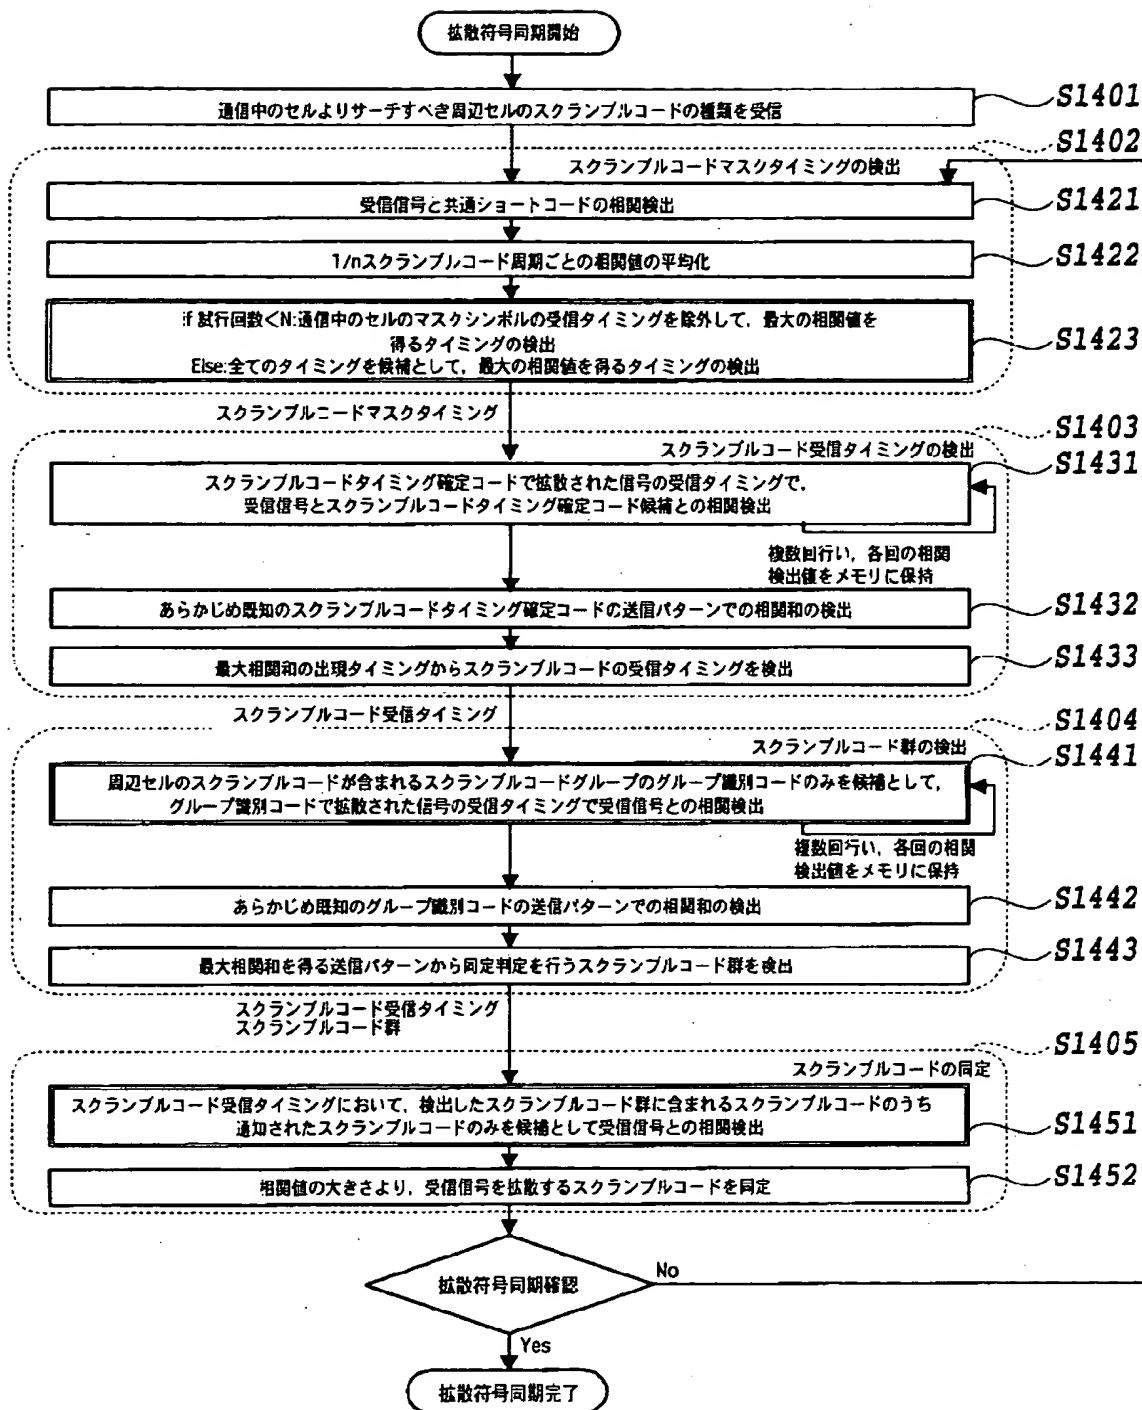 拡散符号同期開始
通信中のセルよりサーチすべき周辺セルのスクランブルコードの種類を受信
S1401
S1402
スクランブルコードマスクタイミングの検出
受信信号と共通ショートコードの相関検出
S1421
1/nスクランブルコード周期ごとの相関値の平均化
S1422
if 試行回数<N:通信中のセルのマスクシンボルの受信タイミングを除外して，最大の相関値を
得るタイミングの検出
Else:全てのタイミングを候補として，最大の相関値を得るタイミングの検出
S1423
スクランブルコードマスクタイミング
S1403
スクランブルコード受信タイミングの検出
S1431
スクランブルコードタイミング確定コードで拡散された信号の受信タイミングで，
受信信号とスクランブルコードタイミング確定コード候補との相関検出
複数回行い，各回の相関
検出値をメモリに保持
あらかじめ既知のスクランブルコードタイミング確定コードの送信パターンでの相関和の検出
S1432
最大相関和の出現タイミングからスクランブルコードの受信タイミングを検出
S1433
スクランブルコード受信タイミング
S1404
スクランブルコード群の検出
S1441
周辺セルのスクランブルコードが含まれるスクランブルコードグループのグループ識別コードのみを候補として，
グループ識別コードで拡散された信号の受信タイミングで受信信号との相関検出
複数回行い，各回の相関
検出値をメモリに保持
あらかじめ既知のグループ識別コードの送信パターンでの相関和の検出
S1442
最大相関和を得る送信パターンから同定判定を行うスクランブルコード群を検出
S1443
スクランブルコード受信タイミング
スクランブルコード群
S1405
スクランブルコードの同定
スクランブルコード受信タイミングにおいて，検出したスクランブルコード群に含まれるスクランブルコードのうち
通知されたスクランブルコードのみを候補として受信信号との相関検出
S1451
相関値の大きさより，受信信号を拡散するスクランブルコードを同定
S1452
拡散符号同期確認
No
Yes
拡散符号同期完了